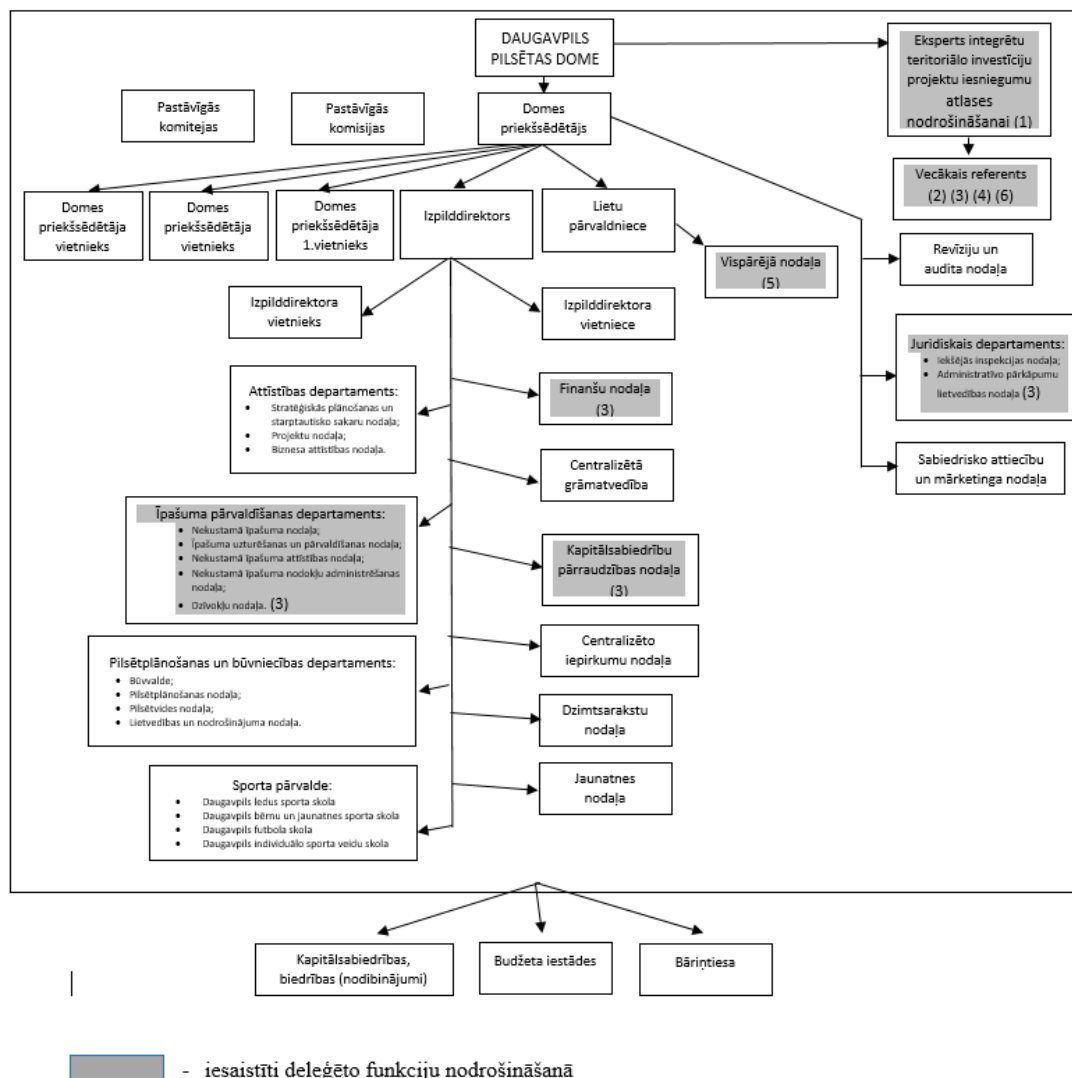 DAUGAVPILS
PILSĒTAS DOME
Eksperts integrētu
teritoriālo investīciju
projektu iesniegumu
atlases
nodrošināšanai (1)
Pastāvīgās
komitejas
Pastāvīgās
komisijas
Domes
priekšsēdētājs
Vecākais referents
(2) (3) (4) (6)
Domes
priekšsēdētāja
vietnieks
Domes
priekšsēdētāja
vietnieks
Domes
priekšsēdētāja
1.vietnieks
Izpilddirektors
Lietu
pārvaldniece
Vispārējā nodaļa
(5)
Revīziju un
audita nodaļa
Izpilddirektora
vietnieks
Izpilddirektora
vietniece
Juridiskais departaments:
• Iekšējās inspekcijas nodaļa;
• Administratīvo pārkāpumu
lietvedības nodaļa (3)
Attīstības departaments:
• Stratēģiskās plānošanas un
starptautisko sakaru nodaļa;
• Projektu nodaļa;
• Biznesa attīstības nodaļa.
Finanšu nodaļa
(3)
Sabiedrisko attiecību
un mārketinga nodaļa
Centralizētā
grāmatvedība
Īpašuma pārvaldīšanas departaments:
• Nekustamā īpašuma nodaļa;
• Īpašuma uzturēšanas un pārvaldīšanas nodaļa;
• Nekustamā īpašuma attīstības nodaļa;
• Nekustamā īpašuma nodokļu administrēšanas
nodaļa;
• Dzīvokļu nodaļa. (3)
Kapitālsabiedrību
pārraudzības nodaļa
(3)
Centralizēto
iepirkumu nodaļa
Pilsētplānošanas un būvniecības departaments:
• Būvvalde;
• Pilsētplānošanas nodaļa;
• Pilsētvides nodaļa;
• Lietvedības un nodrošinājuma nodaļa.
Dzimtsarakstu
nodaļa
Jaunatnes
nodaļa
Sporta pārvalde:
• Daugavpils ledus sporta skola
• Daugavpils bērnu un jaunatnes sporta skola
• Daugavpils futbola skola
• Daugavpils individuālo sporta veidu skola
Kapitālsabiedrības,
biedrības (nodibinājumi)
Budžeta iestādes
Bāriņtiesa
- iesaistīti deleģēto funkciju nodrošināšanā